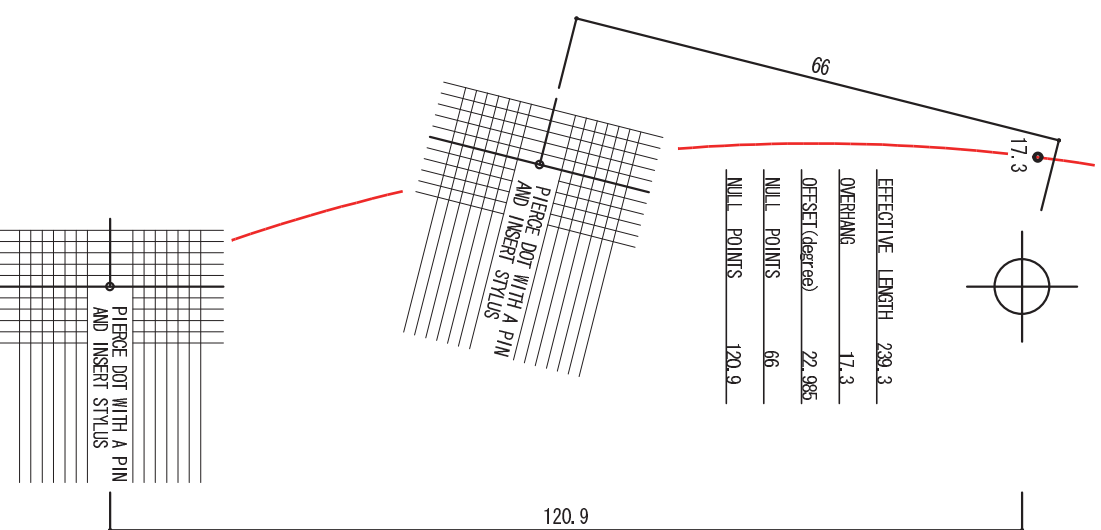 66
17.3
PIERCE DOT WITH A PIN
AND INSERT STYLUS
EFFECTIVE LENGTH 239.3
OVERHANG 17.3
OFFSET(degree) 22.985
NULL POINTS 66
NULL POINTS 120.9
PIERCE DOT WITH A PIN
AND INSERT STYLUS
120.9